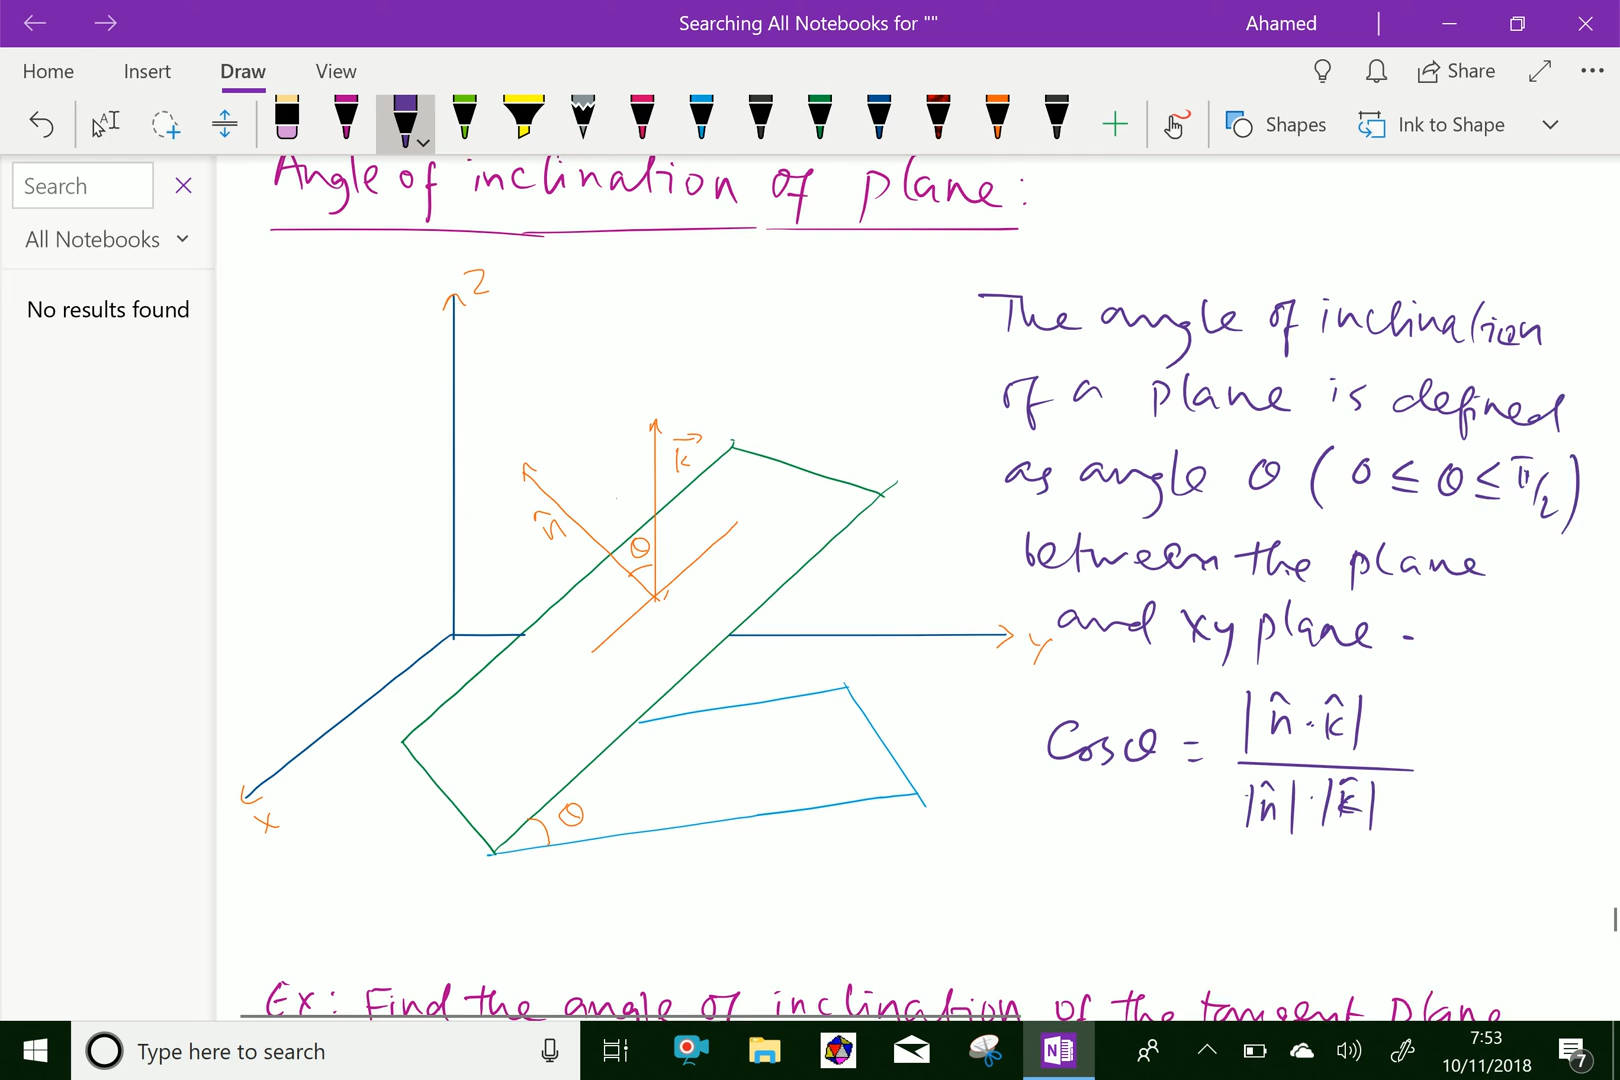 Searching All Notebooks for ""
Ahamed
Home
Insert
Draw
View
Share
Shapes
Ink to Shape
Search
All Notebooks
No results found
Angle of inclination of plane:
Z
k⃗
n̂
θ
y
x
θ
The angle of inclination
of a plane is defined
as angle θ (0 ≤ θ ≤ π/2)
between the plane
and xy plane.
Cosθ = |n̂ · k̂| / |n̂| · |k̂|
Ex: Find the angle of inclination of the tangent plane
Type here to search
7:53
10/11/2018
7